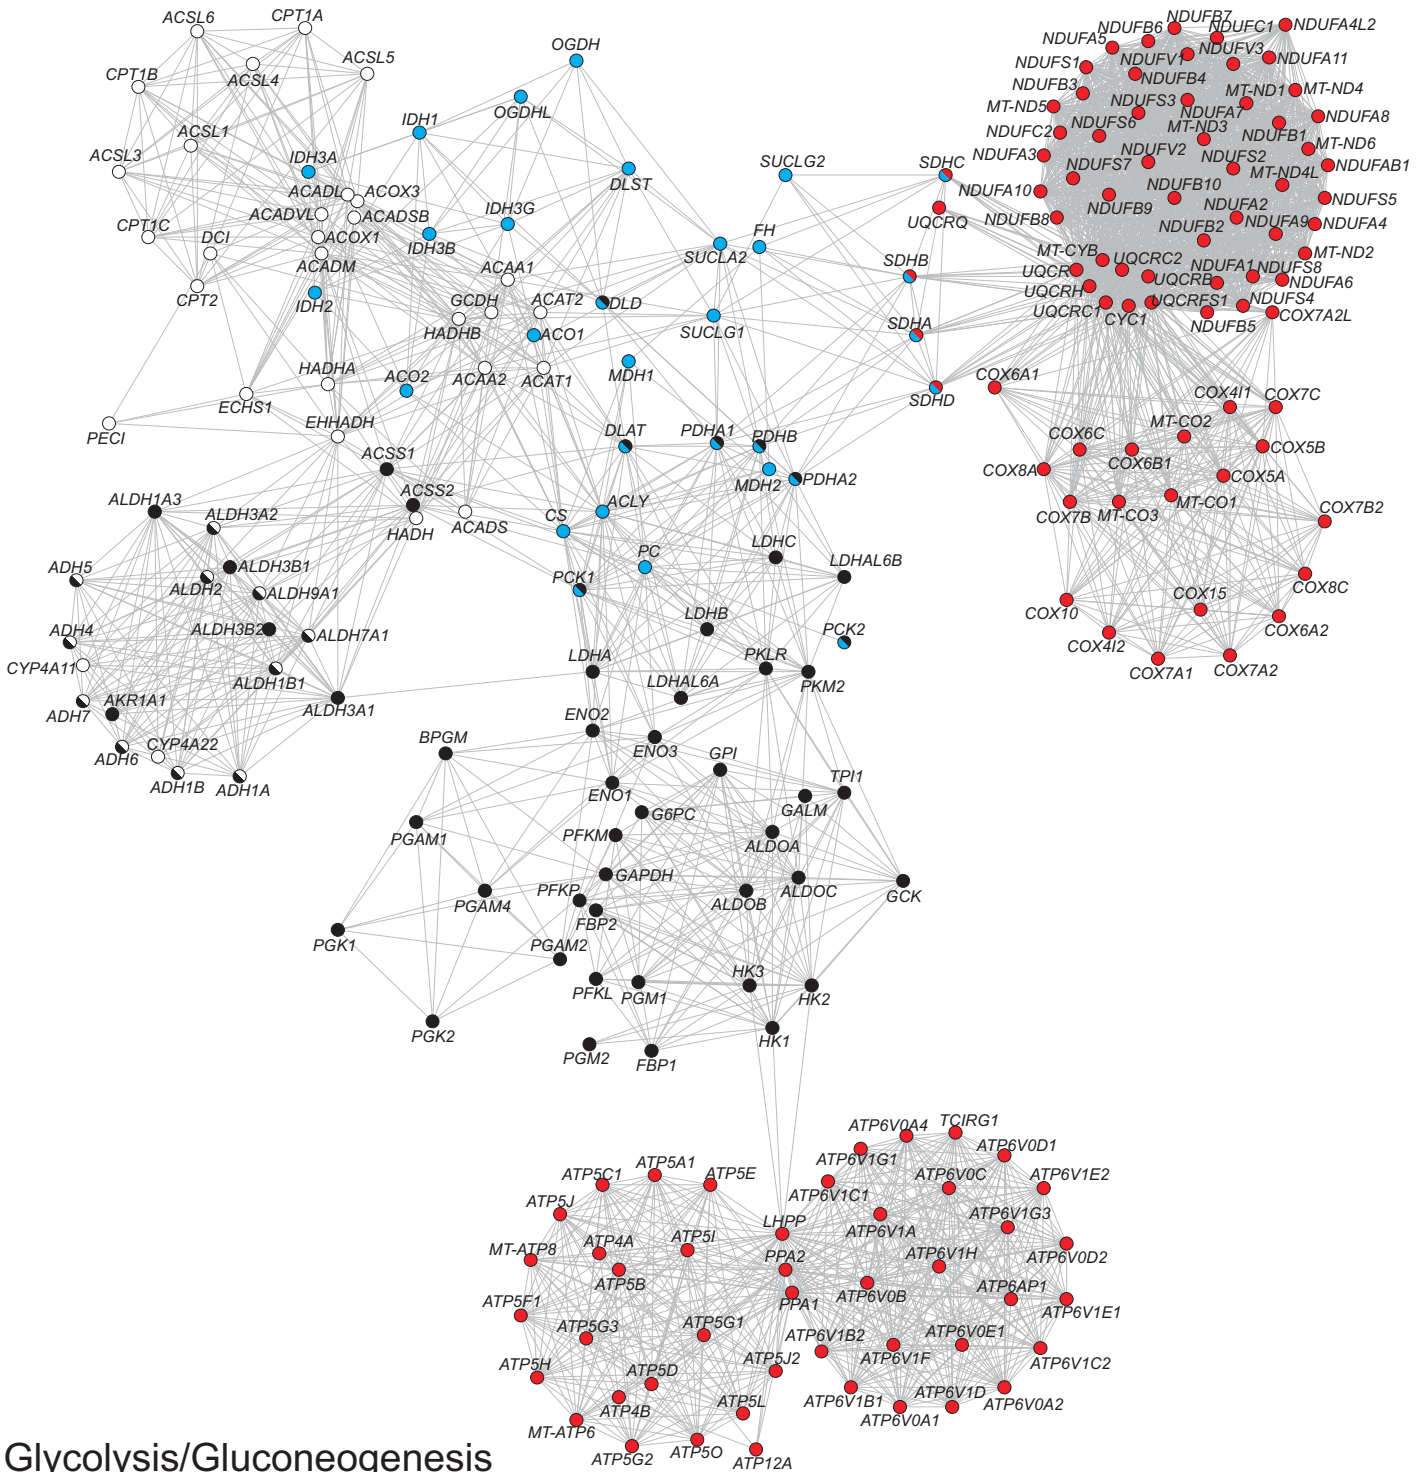 ACSL6
CPT1A
ACSL5
CPT1B
ACSL4
ACSL1
ACSL3
IDH3A
ACADL
ACOX3
ACADVL
ACADSB
CPT1C
DCI
ACOX1
ACADM
CPT2
IDH2
OGDH
OGDHL
IDH1
DLST
IDH3G
IDH3B
ACAA1
GCDH
ACAT2
HADHB
DLD
ACO1
SUCLG2
SUCLA2
FH
SUCLG1
MDH1
HADHA
ACO2
ACAA2
ACAT1
ECHS1
PECI
EHHADH
ACSS1
ACSS2
HADH
ACADS
DLAT
PDHA1
PDHB
MDH2
PDHA2
ACLY
CS
PC
PCK1
LDHC
LDHAL6B
LDHB
PCK2
LDHA
PKLR
LDHAL6A
PKM2
SDHC
UQCRQ
SDHB
SDHA
SDHD
NDUFB7
NDUFB6
NDUFC1
NDUFA4L2
NDUFA5
NDUFV3
NDUFS1
NDUFV1
NDUFA11
NDUFB3
NDUFB4
MT-ND1
MT-ND4
MT-ND5
NDUFS3
NDUFA7
NDUFA8
NDUFC2
NDUFS6
MT-ND3
NDUFB1
MT-ND6
NDUFA3
NDUFV2
NDUFS2
NDUFAB1
NDUFS7
MT-ND4L
NDUFA10
NDUFB10
NDUFS5
NDUFB9
NDUFA2
NDUFB8
NDUFB2
NDUFA9
NDUFA4
MT-CYB
MT-ND2
UQCR
UQCRC2
NDUFA1
NDUFS8
UQCRH
UQCRB
NDUFA6
UQCRC1
UQCRFS1
NDUFS4
CYC1
NDUFB5
COX7A2L
COX6A1
COX4I1
COX7C
COX6C
MT-CO2
COX5B
COX8A
COX6B1
COX5A
COX7B
MT-CO3
MT-CO1
COX7B2
COX8C
COX10
COX15
COX6A2
COX4I2
COX7A1
COX7A2
ALDH1A3
ALDH3A2
ADH5
ALDH3B1
ALDH2
ALDH9A1
ADH4
ALDH3B2
ALDH7A1
CYP4A11
ALDH1B1
ADH7
AKR1A1
ALDH3A1
ADH6
CYP4A22
ADH1B
ADH1A
ENO2
BPGM
ENO3
GPI
TPI1
ENO1
GALM
G6PC
PGAM1
PFKM
ALDOA
GAPDH
PFKP
ALDOC
GCK
PGAM4
ALDOB
FBP2
PGK1
PGAM2
HK3
PFKL
PGM1
HK2
PGK2
HK1
PGM2
FBP1
ATP6V0A4
TCIRG1
ATP6V1G1
ATP6V0D1
ATP5C1
ATP5A1
ATP5E
ATP6V0C
ATP6V1E2
ATP6V1C1
ATP5J
LHPP
ATP6V1A
ATP6V1G3
MT-ATP8
ATP4A
ATP5I
PPA2
ATP6V1H
ATP6V0D2
ATP5B
ATP6V0B
ATP6AP1
ATP5F1
PPA1
ATP6V1E1
ATP5G3
ATP5G1
ATP6V1B2
ATP6V0E1
ATP5H
ATP5D
ATP5J2
ATP6V1F
ATP6V1C2
ATP4B
ATP5L
ATP6V1B1
ATP6V1D
ATP6V0A2
MT-ATP6
ATP6V0A1
ATP5G2
ATP5O
ATP12A
Glycolysis/Gluconeogenesis